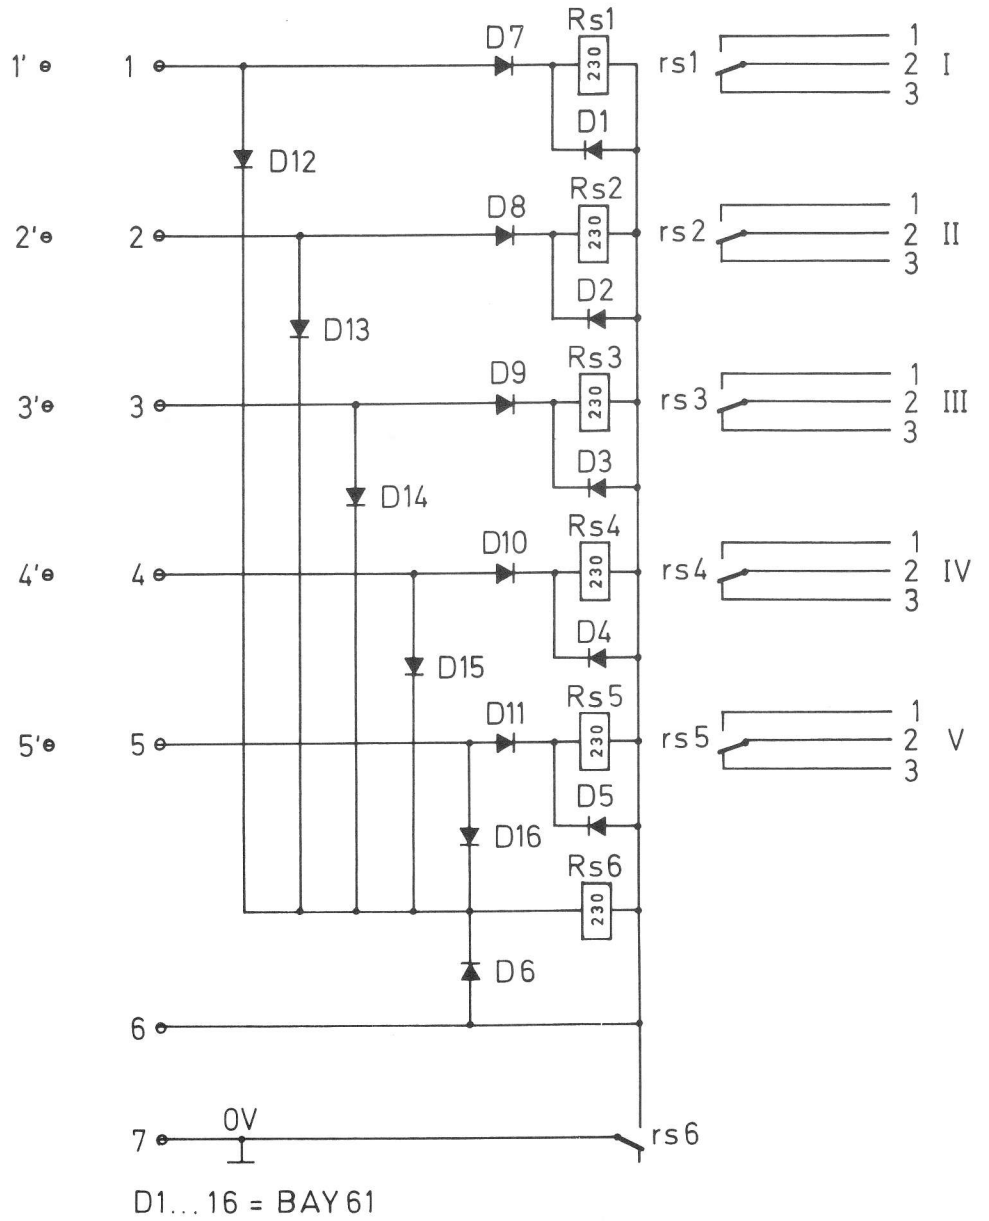 Rs1
D7
1' 1 230 rs1 1
2 I
3
D1
D12
Rs2
D8 1
2' 2 230 rs2 2 II
3
D2
D13
Rs3
D9 1
3' 3 230 rs3 2 III
3
D3
D14
Rs4
D10 1
4' 4 230 rs4 2 IV
3
D4
D15
Rs5
D11 1
5' 5 230 rs5 2 V
3
D5
D16
Rs6
230
D6
6
0V
7 rs6
D1...16 = BAY61